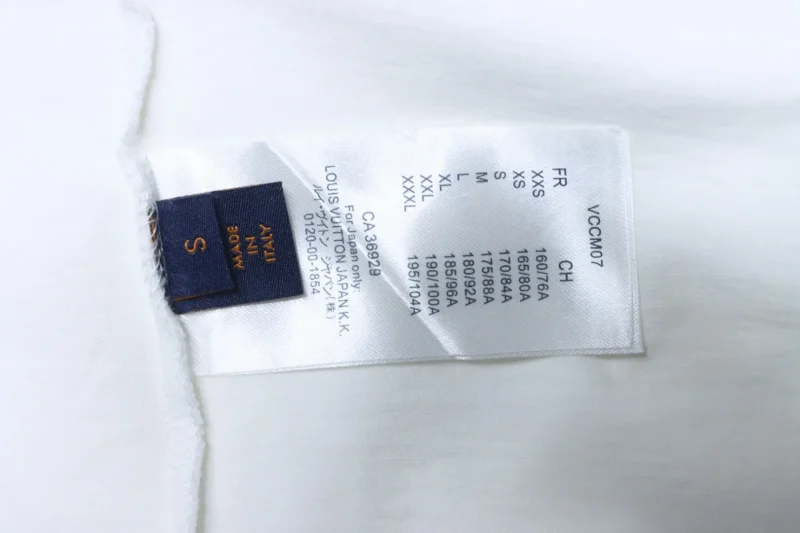 VCCM07
FR CH
XXS 160/76A
XS 165/80A
S 170/84A
M 175/88A
L 180/92A
XL 185/96A
XXL 190/100A
XXXL 195/104A
CA 36929
For Japan only:
LOUIS VUITTON JAPAN K.K.
ルイ・ヴィトン ジャパン(株)
0120-00-1854
S
MADE
IN
ITALY